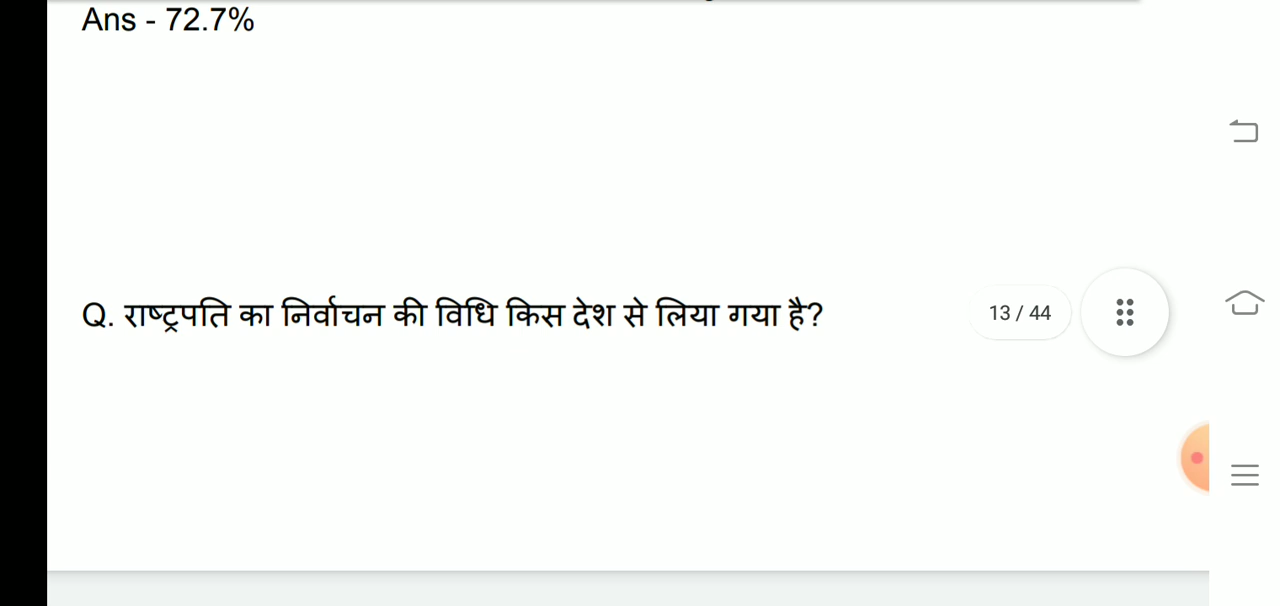 Ans - 72.7%
Q. राष्ट्रपति का निर्वाचन की विधि किस देश से लिया गया है?
13 / 44